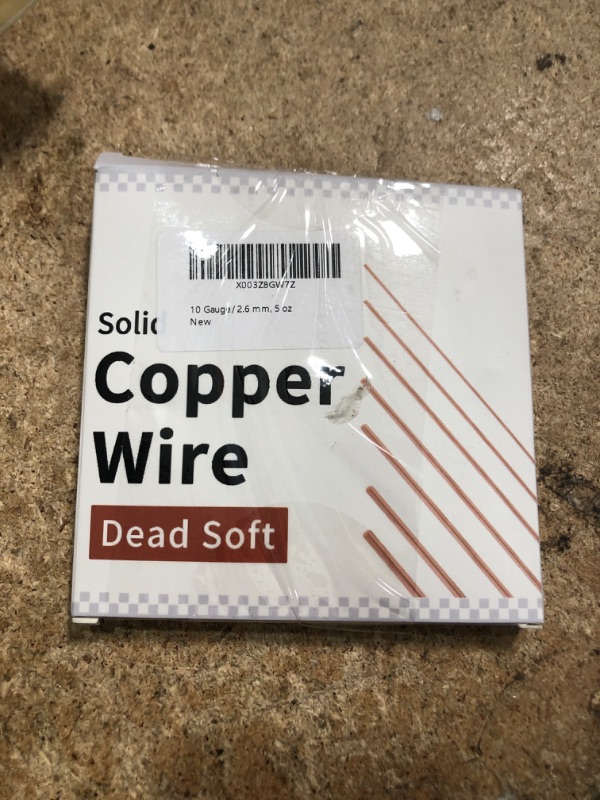 X003Z8GW7Z
10 Gauge/2.6 mm, 5 oz
New
Solid
Copper
Wire
Dead Soft